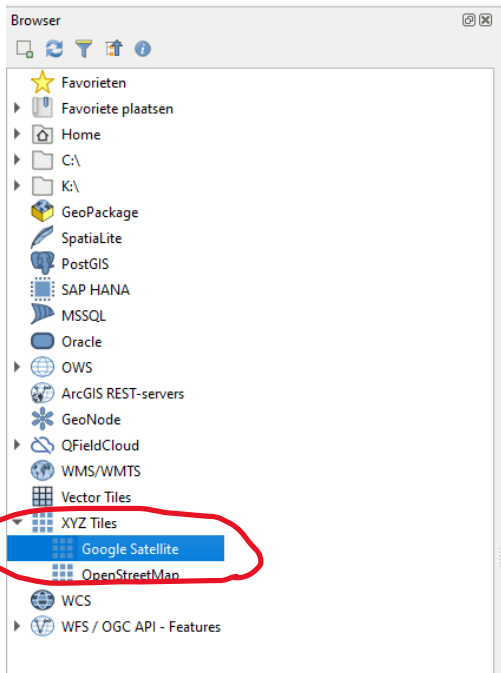 Browser
Favorieten
Favoriete plaatsen
Home
C:\
K:\
GeoPackage
SpatiaLite
PostGIS
SAP HANA
MSSQL
Oracle
OWS
ArcGIS REST-servers
GeoNode
QFieldCloud
WMS/WMTS
Vector Tiles
XYZ Tiles
Google Satellite
OpenStreetMap
WCS
WFS / OGC API - Features